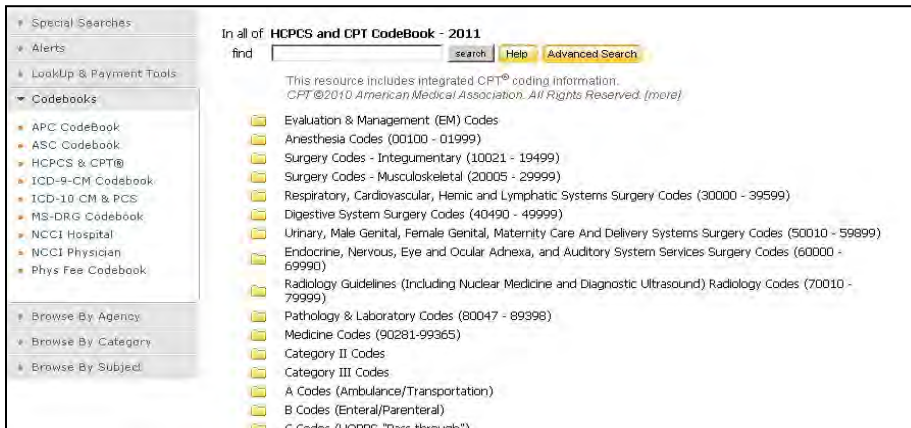 Special Searches
Alerts
LookUp & Payment Tools
Codebooks
APC CodeBook
ASC Codebook
HCPCS & CPT®
ICD-9-CM Codebook
ICD-10 CM & PCS
MS-DRG Codebook
NCCI Hospital
NCCI Physician
Phys Fee Codebook
Browse By Agency
Browse By Category
Browse By Subject
In all of HCPCS and CPT CodeBook - 2011
find search Help Advanced Search
This resource includes integrated CPT® coding information.
CPT ©2010 American Medical Association. All Rights Reserved. [more]
Evaluation & Management (EM) Codes
Anesthesia Codes (00100 - 01999)
Surgery Codes - Integumentary (10021 - 19499)
Surgery Codes - Musculoskeletal (20005 - 29999)
Respiratory, Cardiovascular, Hemic and Lymphatic Systems Surgery Codes (30000 - 39599)
Digestive System Surgery Codes (40490 - 49999)
Urinary, Male Genital, Female Genital, Maternity Care And Delivery Systems Surgery Codes (50010 - 59899)
Endocrine, Nervous, Eye and Ocular Adnexa, and Auditory System Services Surgery Codes (60000 -
69990)
Radiology Guidelines (Including Nuclear Medicine and Diagnostic Ultrasound) Radiology Codes (70010 -
79999)
Pathology & Laboratory Codes (80047 - 89398)
Medicine Codes (90281-99365)
Category II Codes
Category III Codes
A Codes (Ambulance/Transportation)
B Codes (Enteral/Parenteral)
C Codes (HOPPS "Pass through")